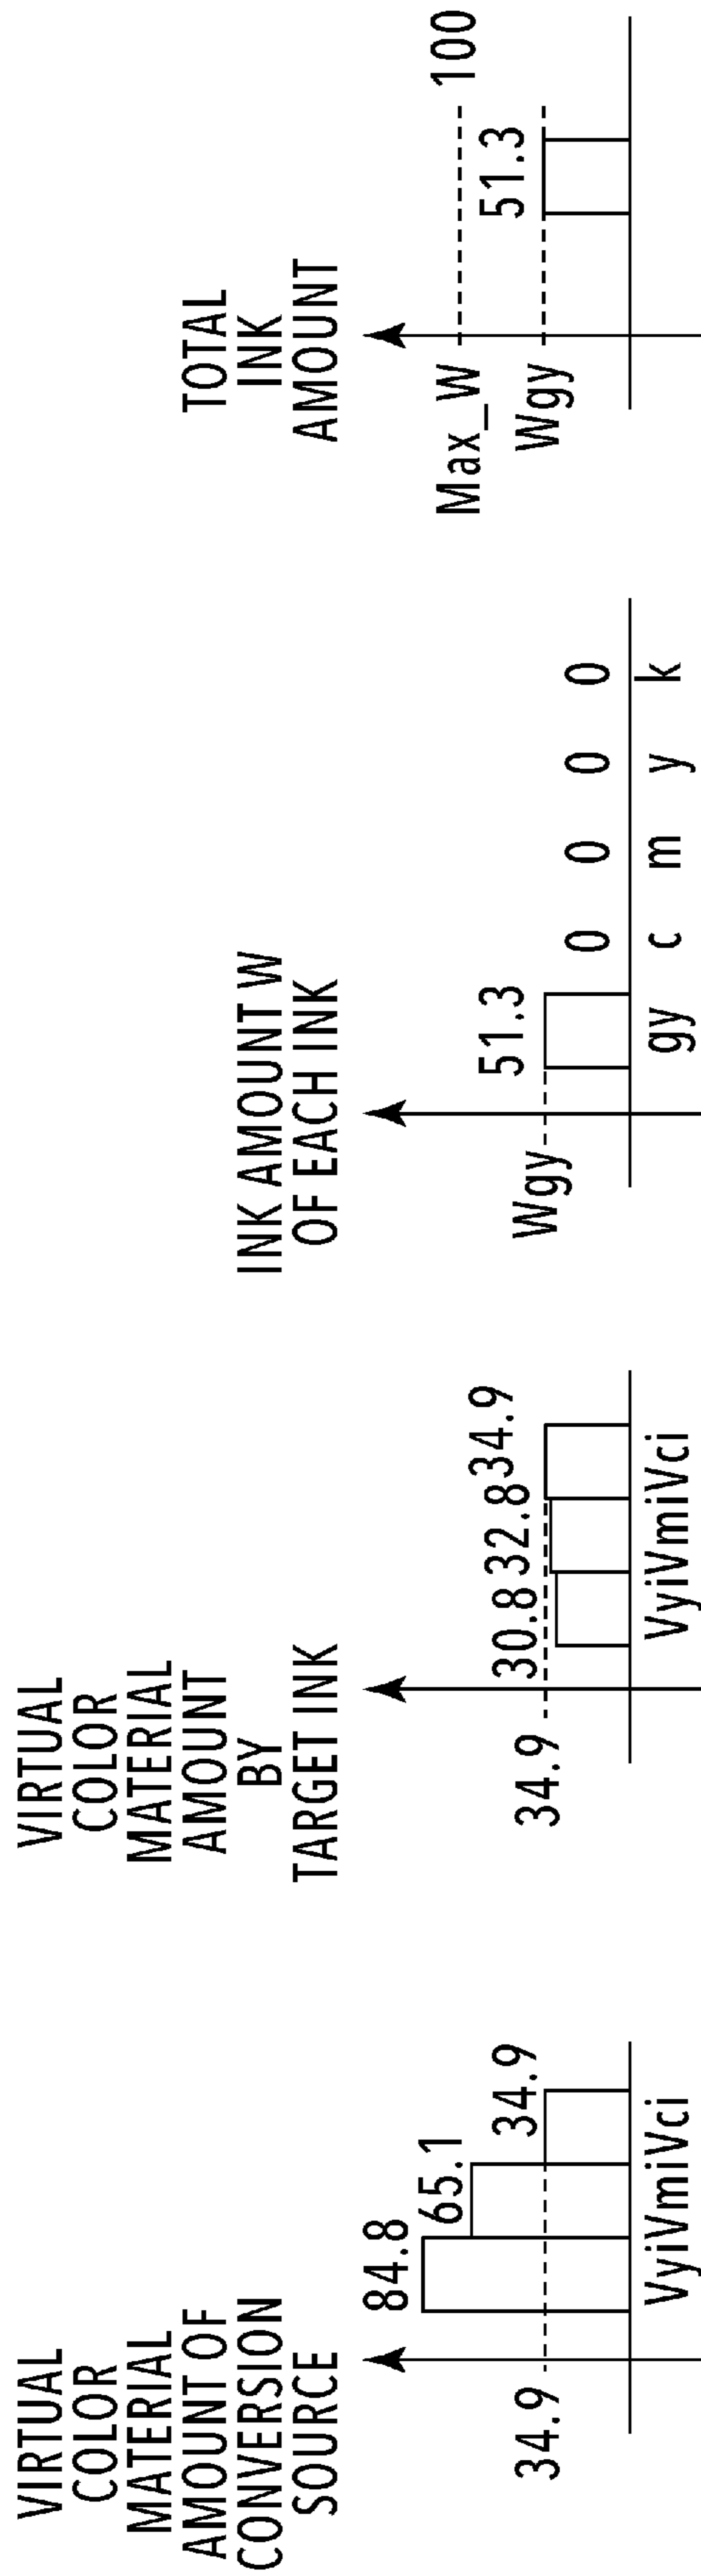 VIRTUAL
COLOR
MATERIAL
AMOUNT OF
CONVERSION
SOURCE
84.8
65.1
34.9
34.9
VyiVmiVci
VIRTUAL
COLOR
MATERIAL
AMOUNT
BY
TARGET INK
30.8 32.8 34.9
34.9
VyiVmiVci
INK AMOUNT W
OF EACH INK
51.3
Wgy
0 0 0 0
gy c m y k
TOTAL
INK
AMOUNT
Max_W
100
51.3
Wgy